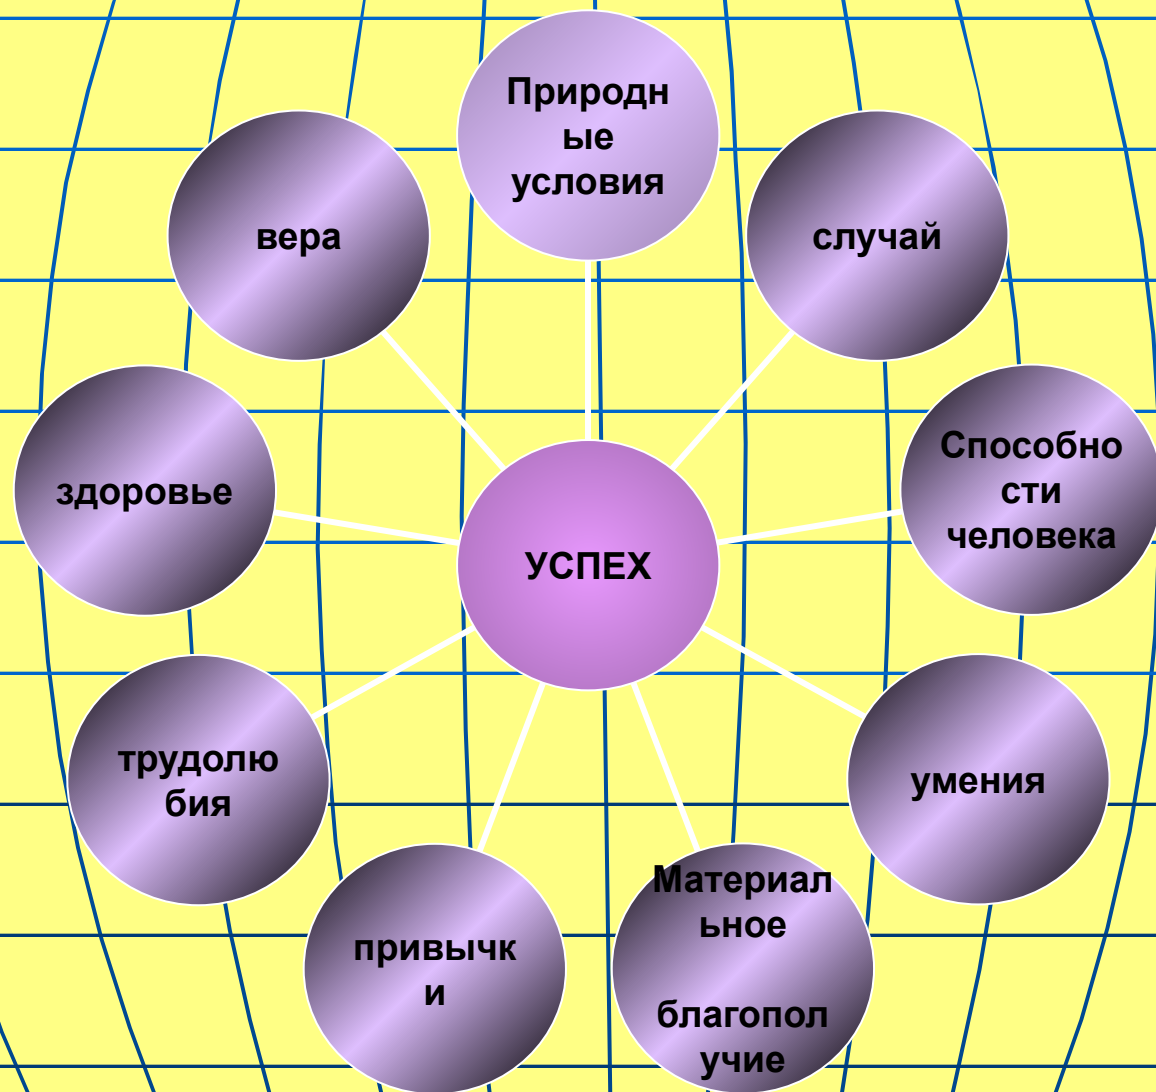 Природн
ые
условия
случай
Способно
сти
человека
умения
Материал
ьное
благопол
учие
привычк
и
трудолю
бия
здоровье
вера
УСПЕХ